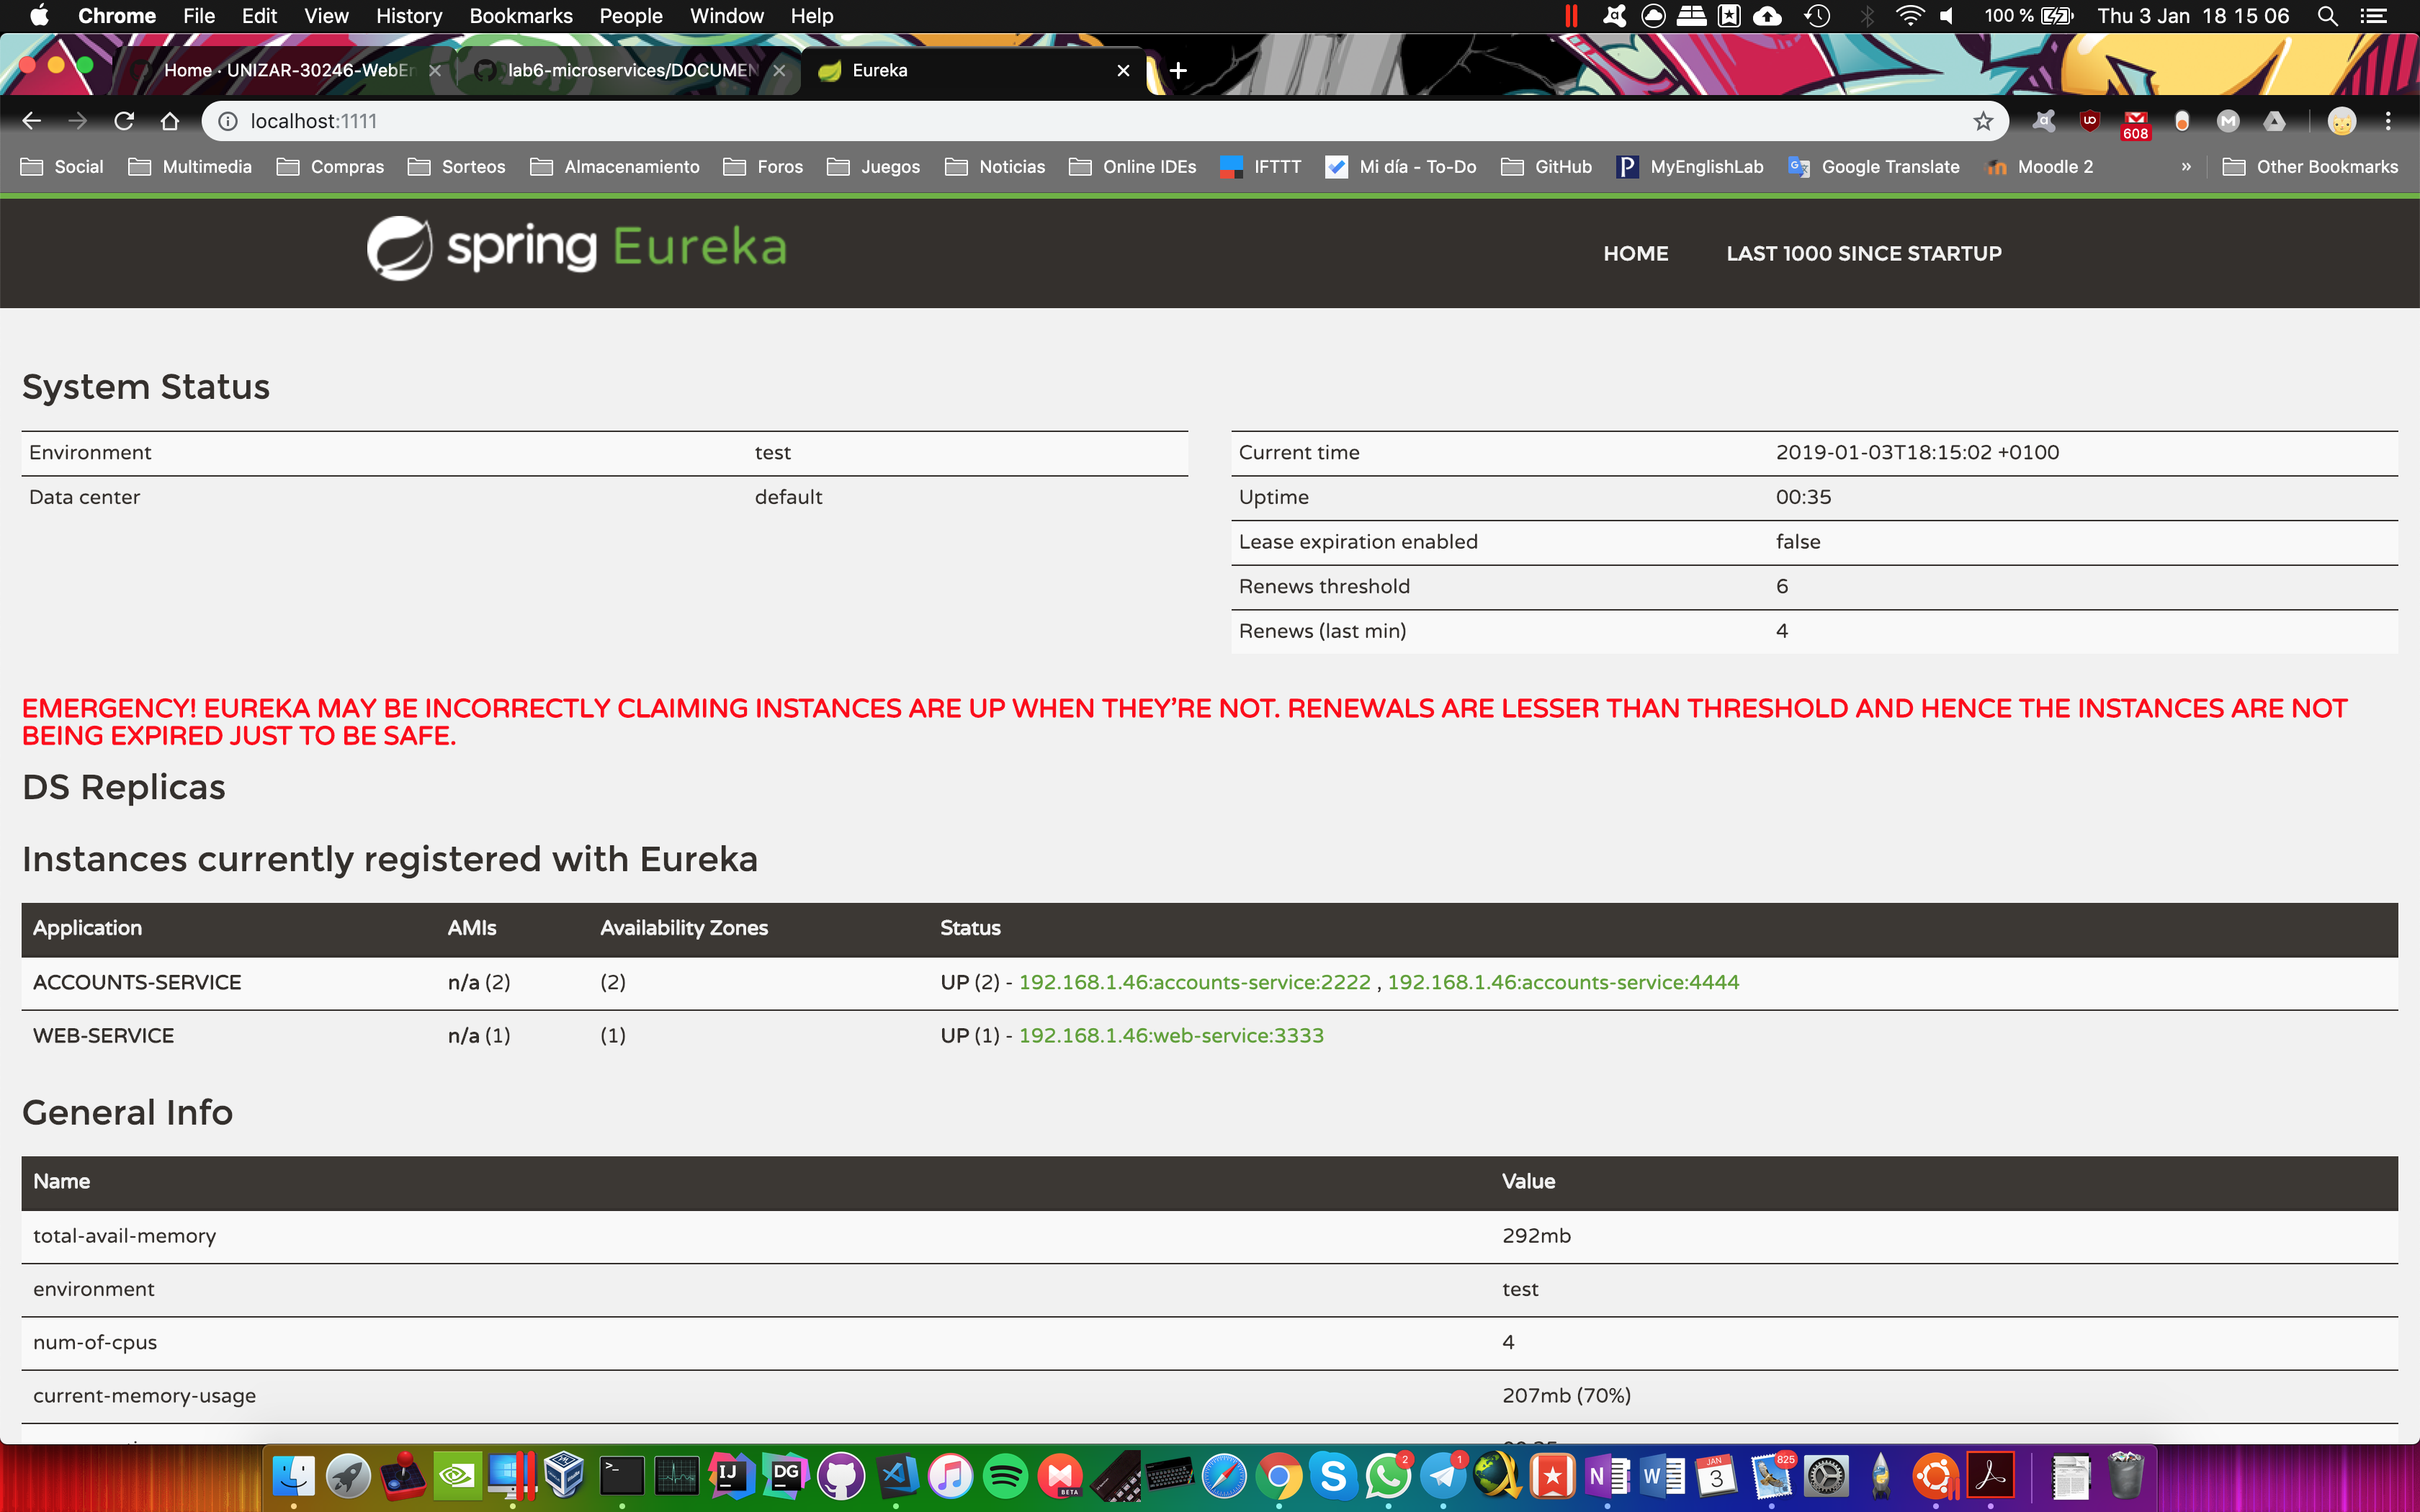 Chrome File Edit View History Bookmarks People Window Help 100 % Thu 3 Jan 18 15 06
Home · UNIZAR-30246-WebEn lab6-microservices/DOCUMEN Eureka
localhost:1111
608
Social Multimedia Compras Sorteos Almacenamiento Foros Juegos Noticias Online IDEs IFTTT Mi día - To-Do GitHub MyEnglishLab Google Translate Moodle 2 » Other Bookmarks
spring Eureka HOME LAST 1000 SINCE STARTUP
System Status
Environment test
Data center default
Current time 2019-01-03T18:15:02 +0100
Uptime 00:35
Lease expiration enabled false
Renews threshold 6
Renews (last min) 4
EMERGENCY! EUREKA MAY BE INCORRECTLY CLAIMING INSTANCES ARE UP WHEN THEY'RE NOT. RENEWALS ARE LESSER THAN THRESHOLD AND HENCE THE INSTANCES ARE NOT
BEING EXPIRED JUST TO BE SAFE.
DS Replicas
Instances currently registered with Eureka
Application AMIs Availability Zones Status
ACCOUNTS-SERVICE n/a (2) (2) UP (2) - 192.168.1.46:accounts-service:2222 , 192.168.1.46:accounts-service:4444
WEB-SERVICE n/a (1) (1) UP (1) - 192.168.1.46:web-service:3333
General Info
Name Value
total-avail-memory 292mb
environment test
num-of-cpus 4
current-memory-usage 207mb (70%)
IJ DG BETA S 2 1 N W JAN 3 825